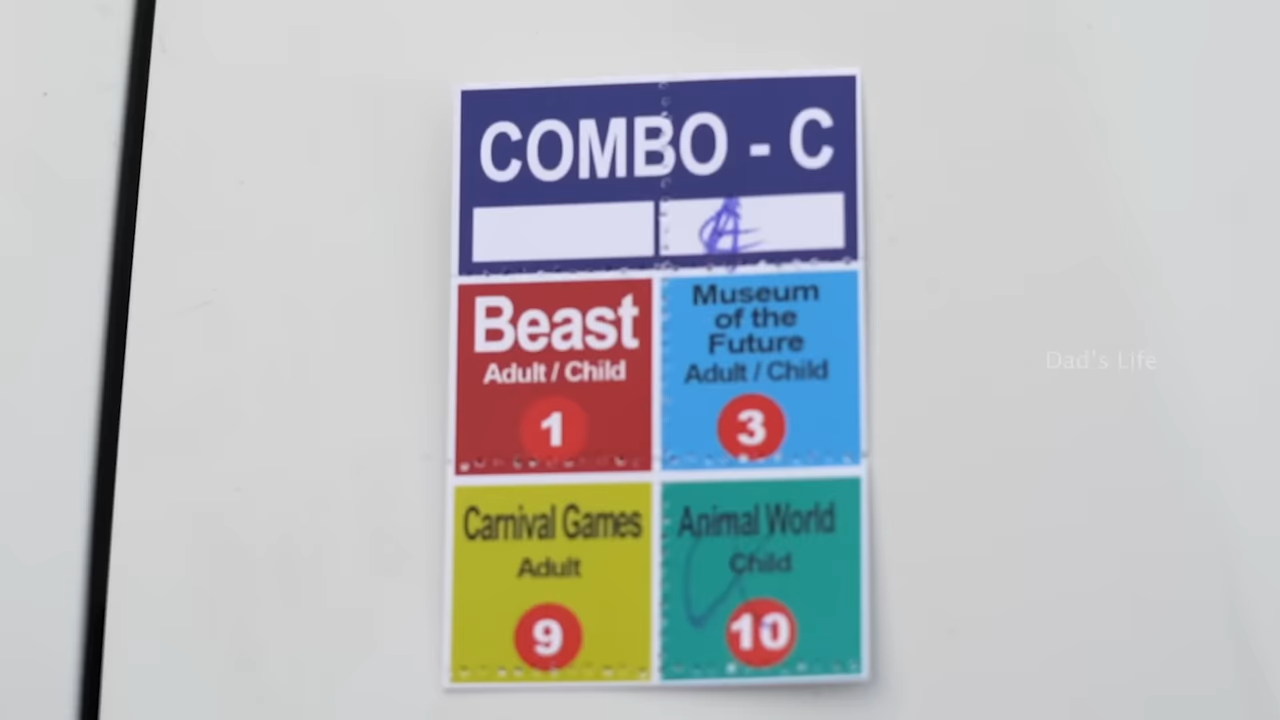 COMBO - C
Beast
Adult / Child
1
Museum
of the
Future
Adult / Child
3
Carnival Games
Adult
9
Animal World
Child
10
Dad's Life